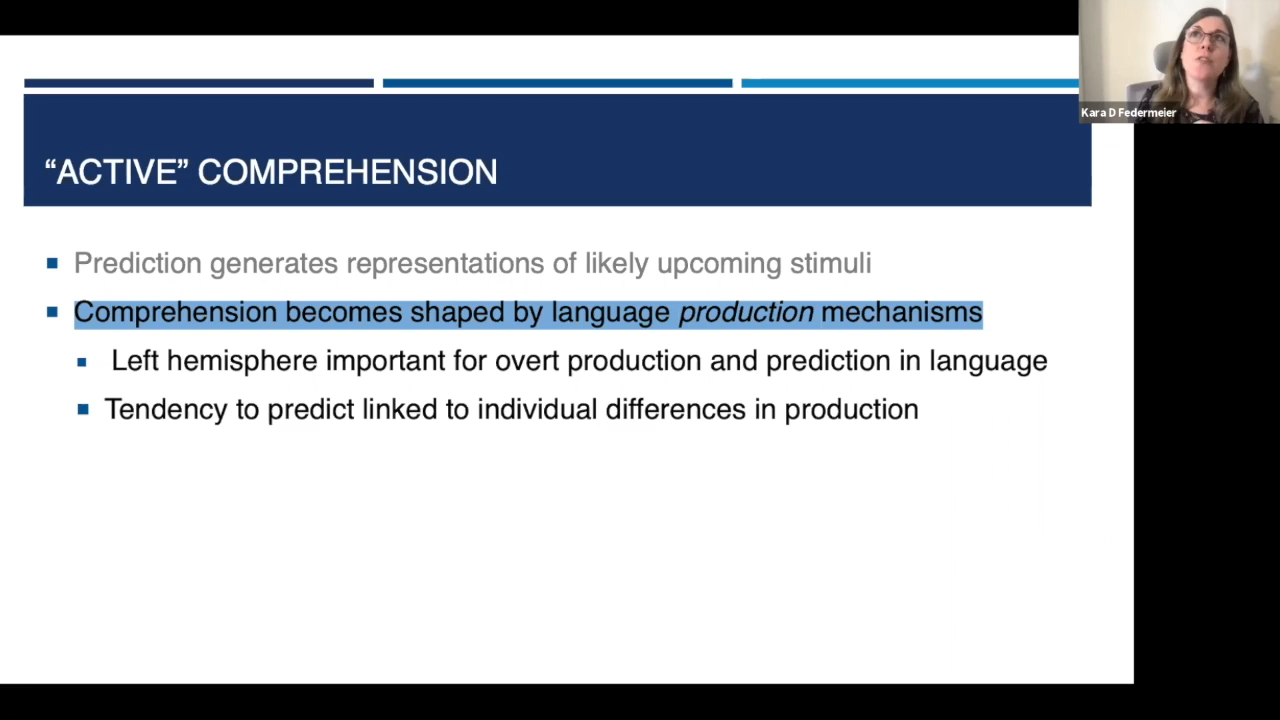 Kara D Federmeier
“ACTIVE” COMPREHENSION
Prediction generates representations of likely upcoming stimuli
Comprehension becomes shaped by language production mechanisms
Left hemisphere important for overt production and prediction in language
Tendency to predict linked to individual differences in production